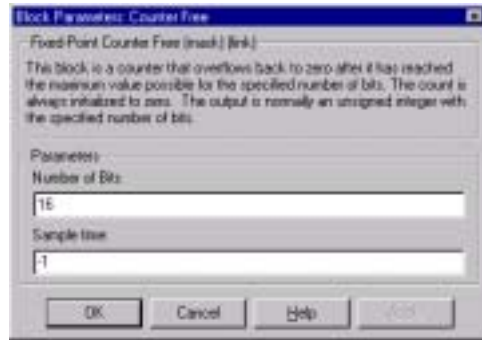 Block Parameters: Counter Free
Fixed-Point Counter Free (mask) (link)
This block is a counter that overflows back to zero after it has reached
the maximum value possible for the specified number of bits. The count is
always initialized to zero. The output is normally an unsigned integer with
the specified number of bits.
Parameters
Number of Bits
16
Sample time
-1
OK
Cancel
Help